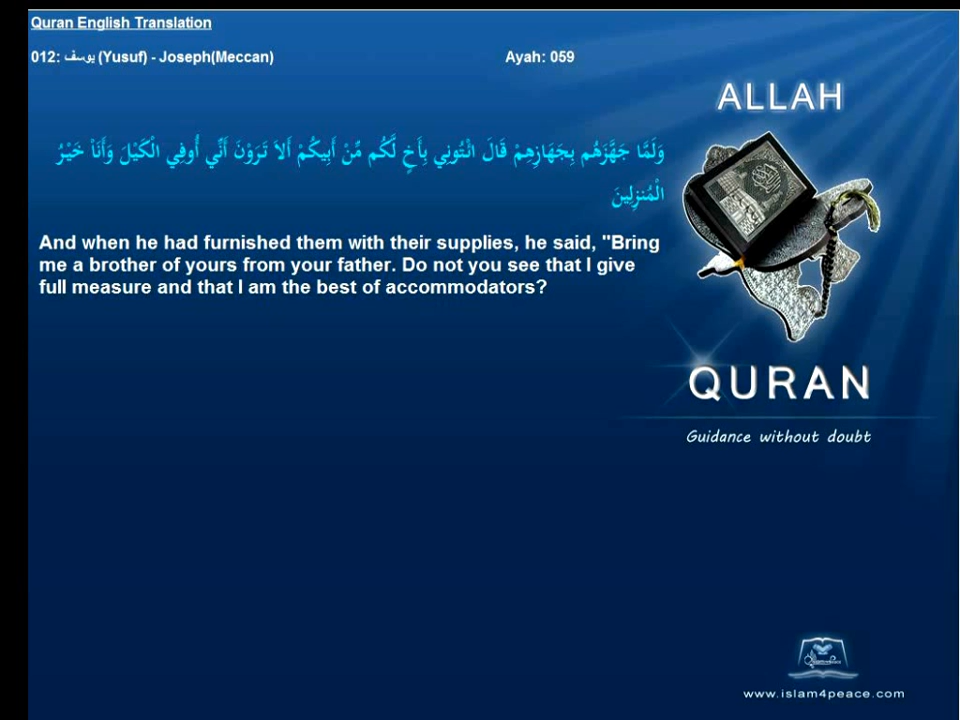 Quran English Translation
012: يوسف (Yusuf) - Joseph(Meccan)
Ayah: 059
ALLAH
وَلَمَّا جَهَّزَهُم بِجَهَازِهِمْ قَالَ ائْتُونِي بِأَخٍ لَّكُم مِّنْ أَبِيكُمْ أَلاَ تَرَوْنَ أَنِّي أُوفِي الْكَيْلَ وَأَنَاْ خَيْرُ
الْمُنزِلِينَ
And when he had furnished them with their supplies, he said, "Bring
me a brother of yours from your father. Do not you see that I give
full measure and that I am the best of accommodators?
QURAN
Guidance without doubt
www.islam4peace.com